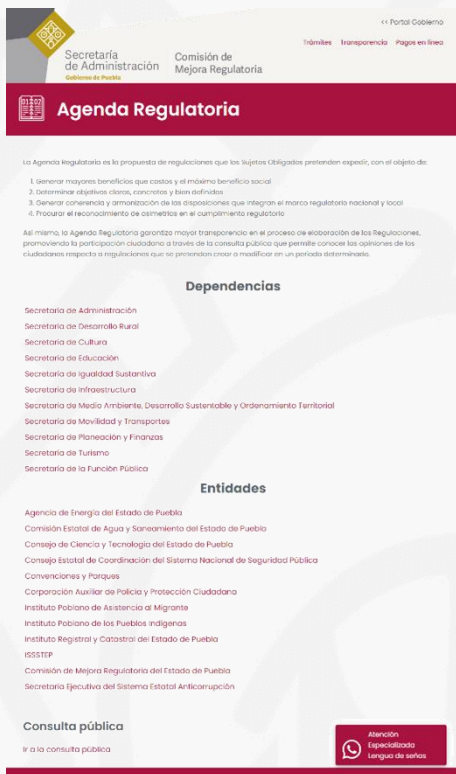 << Portal Gobierno
Trámites Transparencia Pagos en línea
Secretaría
de Administración
Gobierno de Puebla
Comisión de
Mejora Regulatoria
Agenda Regulatoria
La Agenda Regulatoria es la propuesta de regulaciones que los Sujetos Obligados pretenden expedir, con el objeto de:
1. Generar mayores beneficios que costos y el máximo beneficio social
2. Determinar objetivos claros, concretos y bien definidos
3. Generar coherencia y armonización de las disposiciones que integran el marco regulatorio nacional y local
4. Procurar el reconocimiento de asimetrías en el cumplimiento regulatorio
Así mismo, la Agenda Regulatoria garantiza mayor transparencia en el proceso de elaboración de las Regulaciones,
promoviendo la participación ciudadana a través de la consulta pública que permite conocer las opiniones de los
ciudadanos respecto a regulaciones que se pretendan crear o modificar en un período determinado.
Dependencias
Secretaría de Administración
Secretaría de Desarrollo Rural
Secretaría de Cultura
Secretaría de Educación
Secretaría de Igualdad Sustantiva
Secretaría de Infraestructura
Secretaría de Medio Ambiente, Desarrollo Sustentable y Ordenamiento Territorial
Secretaría de Movilidad y Transportes
Secretaría de Planeación y Finanzas
Secretaría de Turismo
Secretaría de la Función Pública
Entidades
Agencia de Energía del Estado de Puebla
Comisión Estatal de Agua y Saneamiento del Estado de Puebla
Consejo de Ciencia y Tecnología del Estado de Puebla
Consejo Estatal de Coordinación del Sistema Nacional de Seguridad Pública
Convenciones y Parques
Corporación Auxiliar de Policía y Protección Ciudadana
Instituto Poblano de Asistencia al Migrante
Instituto Poblano de los Pueblos Indígenas
Instituto Registral y Catastral del Estado de Puebla
ISSSTEP
Comisión de Mejora Regulatoria del Estado de Puebla
Secretaría Ejecutiva del Sistema Estatal Anticorrupción
Consulta pública
Ir a la consulta pública
Atención
Especializada
Lengua de señas